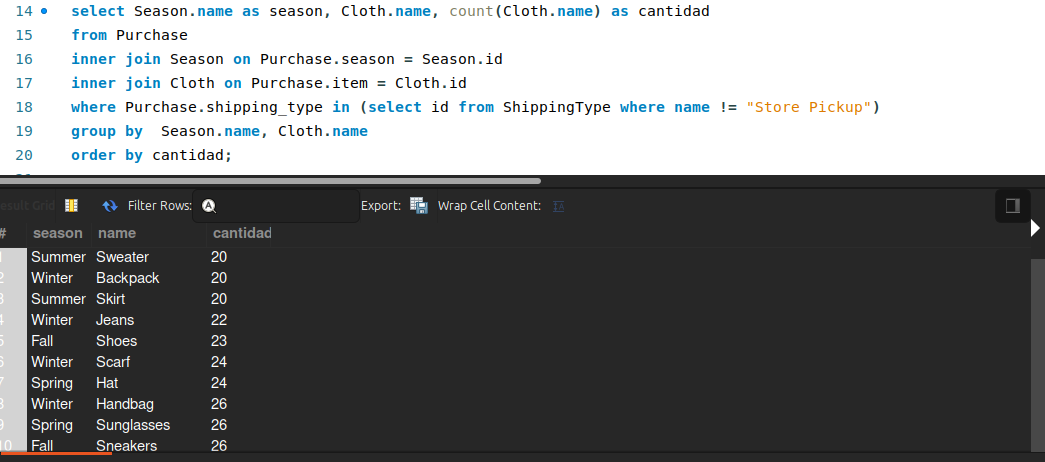 14 select Season.name as season, Cloth.name, count(Cloth.name) as cantidad
15 from Purchase
16 inner join Season on Purchase.season = Season.id
17 inner join Cloth on Purchase.item = Cloth.id
18 where Purchase.shipping_type in (select id from ShippingType where name != "Store Pickup")
19 group by  Season.name, Cloth.name
20 order by cantidad;
Result Grid Filter Rows: Export: Wrap Cell Content:
# season name cantidad
1 Summer Sweater 20
2 Winter Backpack 20
3 Summer Skirt 20
4 Winter Jeans 22
5 Fall Shoes 23
6 Winter Scarf 24
7 Spring Hat 24
8 Winter Handbag 26
9 Spring Sunglasses 26
10 Fall Sneakers 26